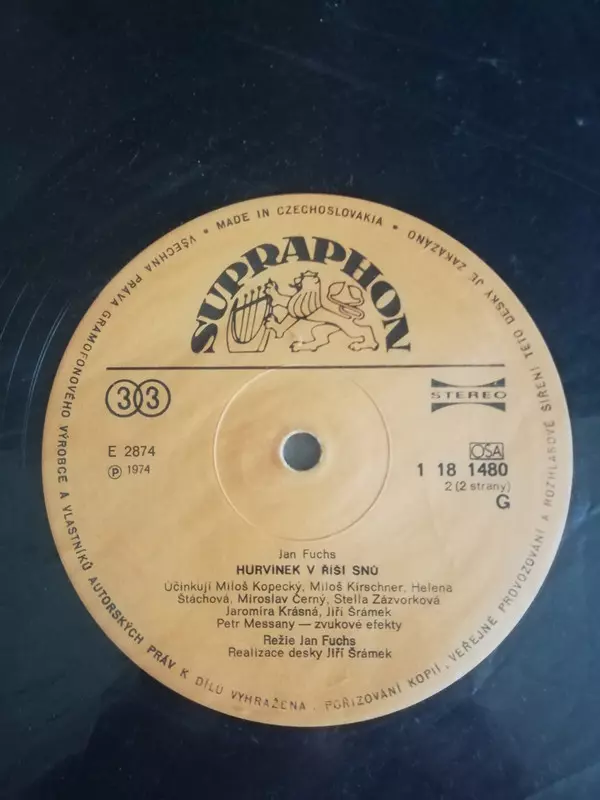 VŠECHNA PRÁVA GRAMOFONOVÉHO VÝROBCE A VLASTNÍKŮ AUTORSKÝCH PRÁV K DÍLU VYHRAŽENA . POŘIZOVÁNÍ KOPIÍ, VEŘEJNÉ PROVOZOVÁNÍ A ROZHLASOVÉ ŠÍŘENÍ TÉTO DESKY JE ZAKÁZÁNO • MADE IN CZECHOSLOVAKIA •
SUPRAPHON
33
STEREO
E 2874
Ⓟ 1974
OSA
1 18 1480
2 (2 strany)
G
Jan Fuchs
HURVÍNEK V ŘÍŠI SNŮ
Účinkují Miloš Kopecký, Miloš Kirschner, Helena
Štáchová, Miroslav Černý, Stella Zázvorková
Jaromíra Krásná, Jiří Šrámek
Petr Messany — zvukové efekty
Režie Jan Fuchs
Realizace desky Jiří Šrámek